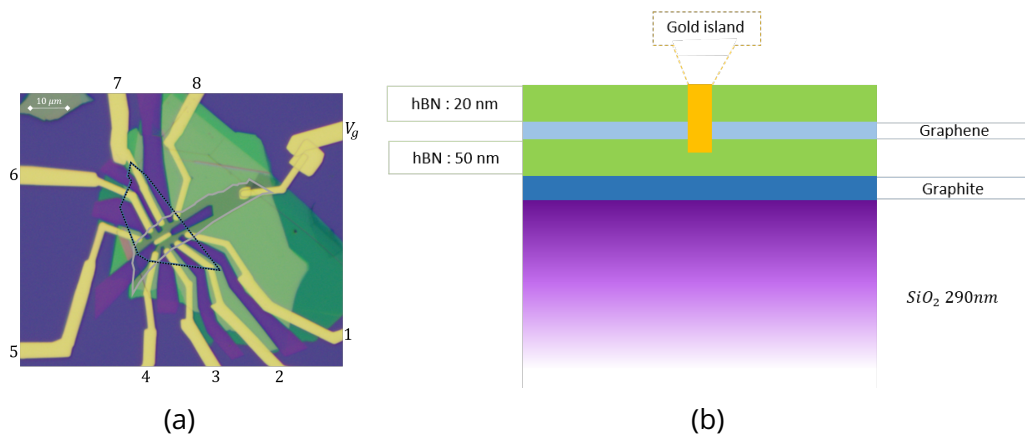 7
8
10 μm
V_g
6
5
4
3
2
1
(a)
Gold island
hBN : 20 nm
Graphene
hBN : 50 nm
Graphite
SiO₂ 290nm
(b)